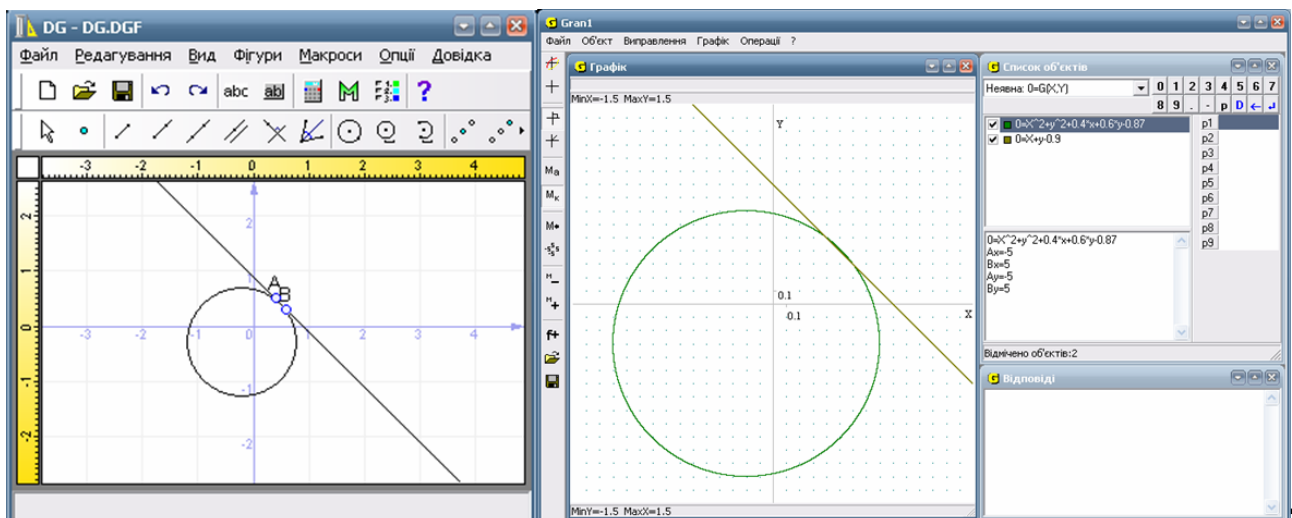 DG - DG.DGF
Файл Редагування Вид Фігури Макроси Опції Довідка
abc ab M ?
-3 -2 -1 0 1 2 3 4
2
1
0
-1
-2
2
1
A
B
-3 -2 -1 0 1 2 3 4
-1
-2
Gran1
Файл Об'єкт Виправлення Графік Операції ?
Графік
MinX=-1.5 MaxY=1.5
Y
0.1
0.1
X
MinY=-1.5 MaxX=1.5
Список об'єктів
Неявна: 0=G(X,Y)
0 1 2 3 4 5 6 7
8 9 . - p D ← ↵
0=X^2+y^2+0.4*x+0.6*y-0.87
0=X+y-0.9
p1
p2
p3
p4
p5
p6
p7
p8
p9
0=X^2+y^2+0.4*x+0.6*y-0.87
Ax=-5
Bx=5
Ay=-5
By=5
Відмічено об'єктів:2
Відповіді